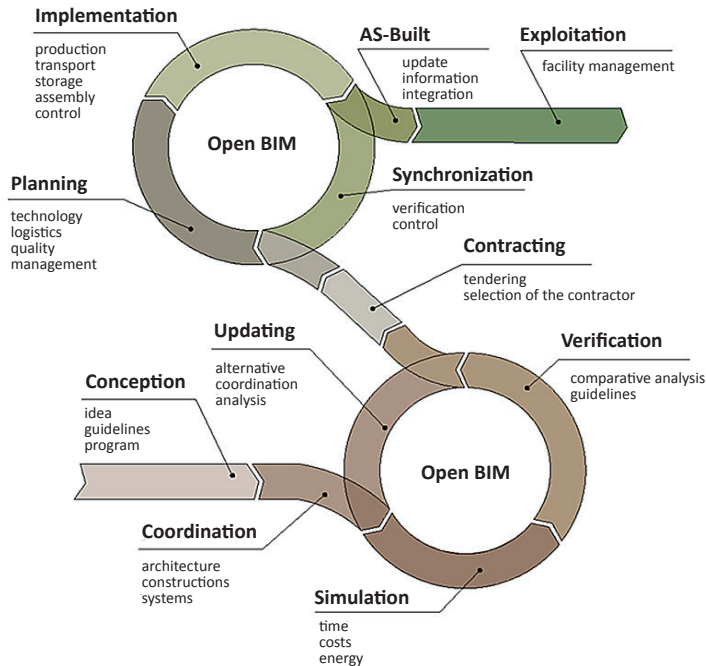 Implementation
production
transport
storage
assembly
control
AS-Built
update
information
integration
Exploitation
facility management
Open BIM
Planning
technology
logistics
quality
management
Synchronization
verification
control
Contracting
tendering
selection of the contractor
Updating
alternative
coordination
analysis
Verification
comparative analysis
guidelines
Conception
idea
guidelines
program
Open BIM
Coordination
architecture
constructions
systems
Simulation
time
costs
energy